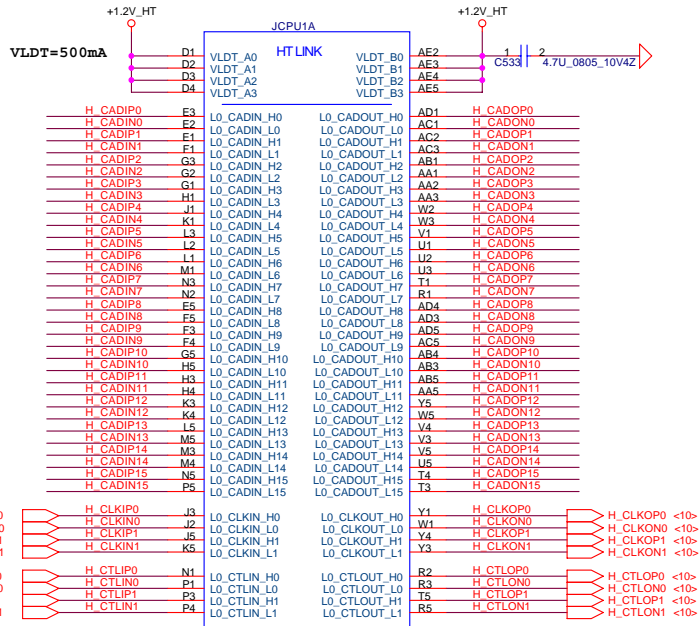 +1.2V_HT +1.2V_HT
JCPU1A
VLDT=500mA HT LINK
D1 VLDT_A0 VLDT_B0 AE2 1 2
D2 VLDT_A1 VLDT_B1 AE3 C533 4.7U_0805_10V4Z
D3 VLDT_A2 VLDT_B2 AE4
D4 VLDT_A3 VLDT_B3 AE5
H_CADIP0 E3 L0_CADIN_H0 L0_CADOUT_H0 AD1 H_CADOP0
H_CADIN0 E2 L0_CADIN_L0 L0_CADOUT_L0 AC1 H_CADON0
H_CADIP1 E1 L0_CADIN_H1 L0_CADOUT_H1 AC2 H_CADOP1
H_CADIN1 F1 L0_CADIN_L1 L0_CADOUT_L1 AC3 H_CADON1
H_CADIP2 G3 L0_CADIN_H2 L0_CADOUT_H2 AB1 H_CADOP2
H_CADIN2 G2 L0_CADIN_L2 L0_CADOUT_L2 AA1 H_CADON2
H_CADIP3 G1 L0_CADIN_H3 L0_CADOUT_H3 AA2 H_CADOP3
H_CADIN3 H1 L0_CADIN_L3 L0_CADOUT_L3 AA3 H_CADON3
H_CADIP4 J1 L0_CADIN_H4 L0_CADOUT_H4 W2 H_CADOP4
H_CADIN4 K1 L0_CADIN_L4 L0_CADOUT_L4 W3 H_CADON4
H_CADIP5 L3 L0_CADIN_H5 L0_CADOUT_H5 V1 H_CADOP5
H_CADIN5 L2 L0_CADIN_L5 L0_CADOUT_L5 U1 H_CADON5
H_CADIP6 L1 L0_CADIN_H6 L0_CADOUT_H6 U2 H_CADOP6
H_CADIN6 M1 L0_CADIN_L6 L0_CADOUT_L6 U3 H_CADON6
H_CADIP7 N3 L0_CADIN_H7 L0_CADOUT_H7 T1 H_CADOP7
H_CADIN7 N2 L0_CADIN_L7 L0_CADOUT_L7 R1 H_CADON7
H_CADIP8 E5 L0_CADIN_H8 L0_CADOUT_H8 AD4 H_CADOP8
H_CADIN8 F5 L0_CADIN_L8 L0_CADOUT_L8 AD3 H_CADON8
H_CADIP9 F3 L0_CADIN_H9 L0_CADOUT_H9 AD5 H_CADOP9
H_CADIN9 F4 L0_CADIN_L9 L0_CADOUT_L9 AC5 H_CADON9
H_CADIP10 G5 L0_CADIN_H10 L0_CADOUT_H10 AB4 H_CADOP10
H_CADIN10 H5 L0_CADIN_L10 L0_CADOUT_L10 AB3 H_CADON10
H_CADIP11 H3 L0_CADIN_H11 L0_CADOUT_H11 AB5 H_CADOP11
H_CADIN11 H4 L0_CADIN_L11 L0_CADOUT_L11 AA5 H_CADON11
H_CADIP12 K3 L0_CADIN_H12 L0_CADOUT_H12 Y5 H_CADOP12
H_CADIN12 K4 L0_CADIN_L12 L0_CADOUT_L12 W5 H_CADON12
H_CADIP13 L5 L0_CADIN_H13 L0_CADOUT_H13 V4 H_CADOP13
H_CADIN13 M5 L0_CADIN_L13 L0_CADOUT_L13 V3 H_CADON13
H_CADIP14 M3 L0_CADIN_H14 L0_CADOUT_H14 V5 H_CADOP14
H_CADIN14 M4 L0_CADIN_L14 L0_CADOUT_L14 U5 H_CADON14
H_CADIP15 N5 L0_CADIN_H15 L0_CADOUT_H15 T4 H_CADOP15
H_CADIN15 P5 L0_CADIN_L15 L0_CADOUT_L15 T3 H_CADON15
0 H_CLKIP0 J3 L0_CLKIN_H0 L0_CLKOUT_H0 Y1 H_CLKOP0 H_CLKOP0 <10>
0 H_CLKIN0 J2 L0_CLKIN_L0 L0_CLKOUT_L0 W1 H_CLKON0 H_CLKON0 <10>
1 H_CLKIP1 J5 L0_CLKIN_H1 L0_CLKOUT_H1 Y4 H_CLKOP1 H_CLKOP1 <10>
1 H_CLKIN1 K5 L0_CLKIN_L1 L0_CLKOUT_L1 Y3 H_CLKON1 H_CLKON1 <10>
0 H_CTLIP0 N1 L0_CTLIN_H0 L0_CTLOUT_H0 R2 H_CTLOP0 H_CTLOP0 <10>
0 H_CTLIN0 P1 L0_CTLIN_L0 L0_CTLOUT_L0 R3 H_CTLON0 H_CTLON0 <10>
1 H_CTLIP1 P3 L0_CTLIN_H1 L0_CTLOUT_H1 T5 H_CTLOP1 H_CTLOP1 <10>
1 H_CTLIN1 P4 L0_CTLIN_L1 L0_CTLOUT_L1 R5 H_CTLON1 H_CTLON1 <10>